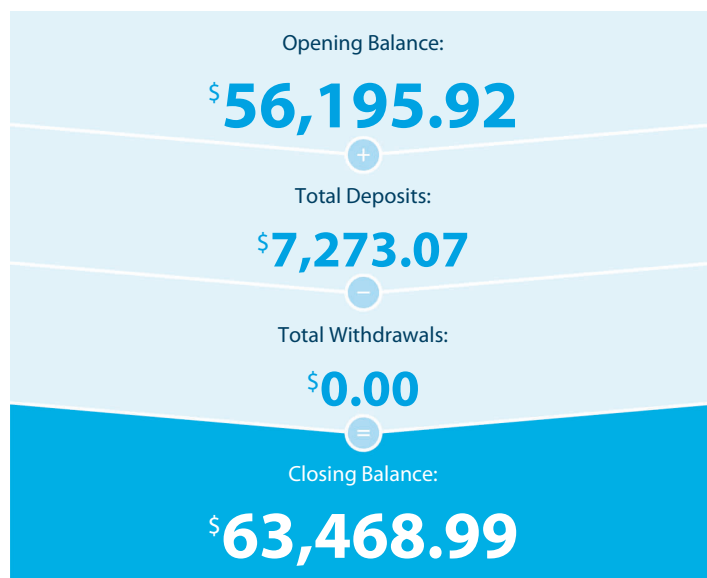 Opening Balance:
$56,195.92
+
Total Deposits:
$7,273.07
−
Total Withdrawals:
$0.00
=
Closing Balance:
$63,468.99